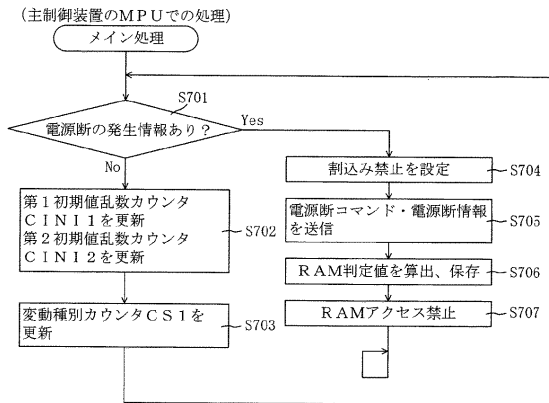 (主制御装置のMPUでの処理)
メイン処理
S701
電源断の発生情報あり?
Yes
No
割込み禁止を設定
S704
第1初期値乱数カウンタ
CINI1を更新
第2初期値乱数カウンタ
CINI2を更新
S702
電源断コマンド・電源断情報
を送信
S705
RAM判定値を算出、保存
S706
変動種別カウンタCS1を
更新
S703
RAMアクセス禁止
S707